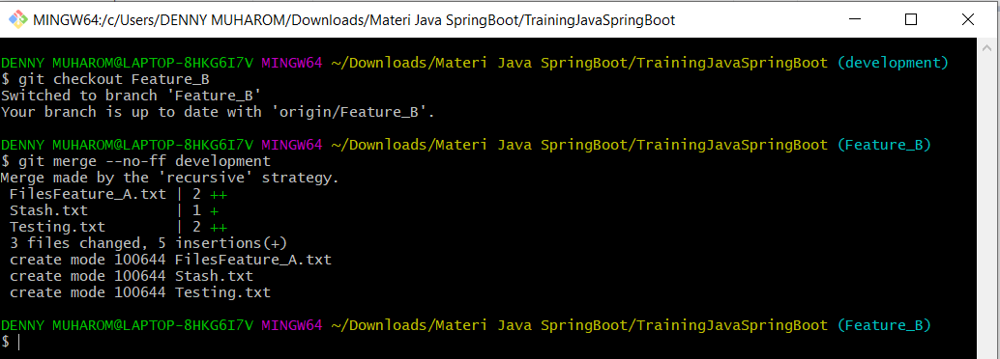 MINGW64:/c/Users/DENNY MUHAROM/Downloads/Materi Java SpringBoot/TrainingJavaSpringBoot
DENNY MUHAROM@LAPTOP-8HKG6I7V MINGW64 ~/Downloads/Materi Java SpringBoot/TrainingJavaSpringBoot (development)
$ git checkout Feature_B
Switched to branch 'Feature_B'
Your branch is up to date with 'origin/Feature_B'.
DENNY MUHAROM@LAPTOP-8HKG6I7V MINGW64 ~/Downloads/Materi Java SpringBoot/TrainingJavaSpringBoot (Feature_B)
$ git merge --no-ff development
Merge made by the 'recursive' strategy.
 FilesFeature_A.txt | 2 ++
 Stash.txt          | 1 +
 Testing.txt        | 2 ++
 3 files changed, 5 insertions(+)
 create mode 100644 FilesFeature_A.txt
 create mode 100644 Stash.txt
 create mode 100644 Testing.txt
DENNY MUHAROM@LAPTOP-8HKG6I7V MINGW64 ~/Downloads/Materi Java SpringBoot/TrainingJavaSpringBoot (Feature_B)
$